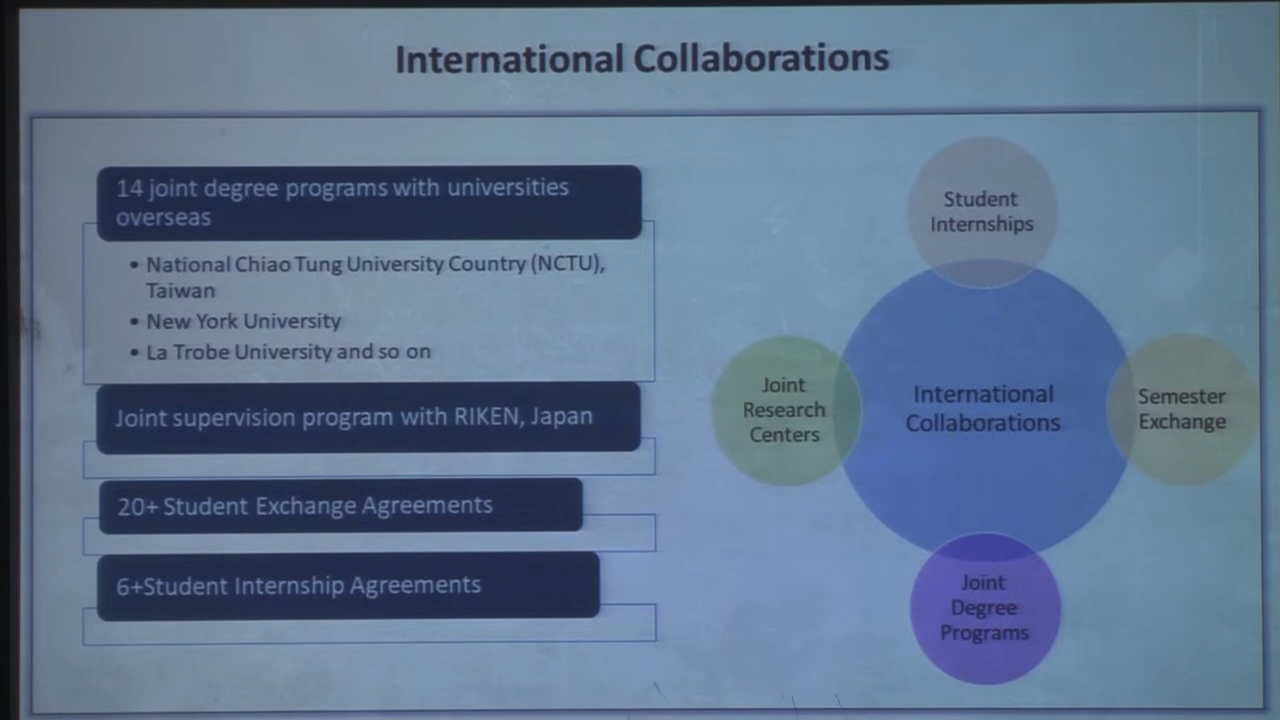 International Collaborations
14 joint degree programs with universities
overseas
• National Chiao Tung University Country (NCTU),
Taiwan
• New York University
• La Trobe University and so on
Joint supervision program with RIKEN, Japan
20+ Student Exchange Agreements
6+Student Internship Agreements
Student
Internships
Joint
Research
Centers
International
Collaborations
Semester
Exchange
Joint
Degree
Programs